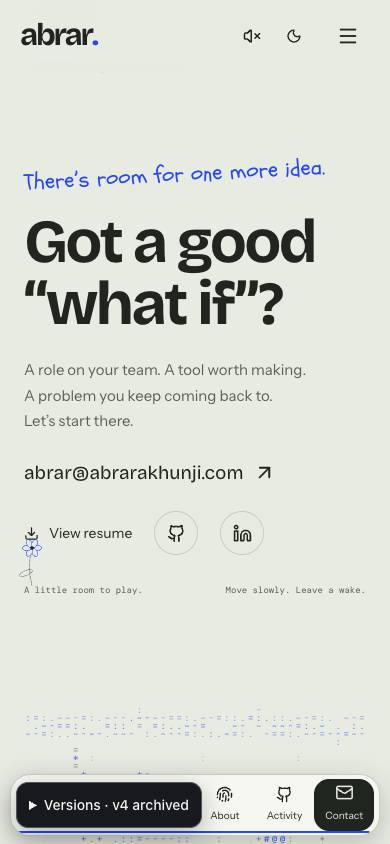 abrar.
There's room for one more idea.
Got a good
“what if”?
A role on your team. A tool worth making.
A problem you keep coming back to.
Let's start there.
abrar@abrarakhunji.com
View resume
A little room to play. Move slowly. Leave a wake.
Versions · v4 archived
About Activity Contact